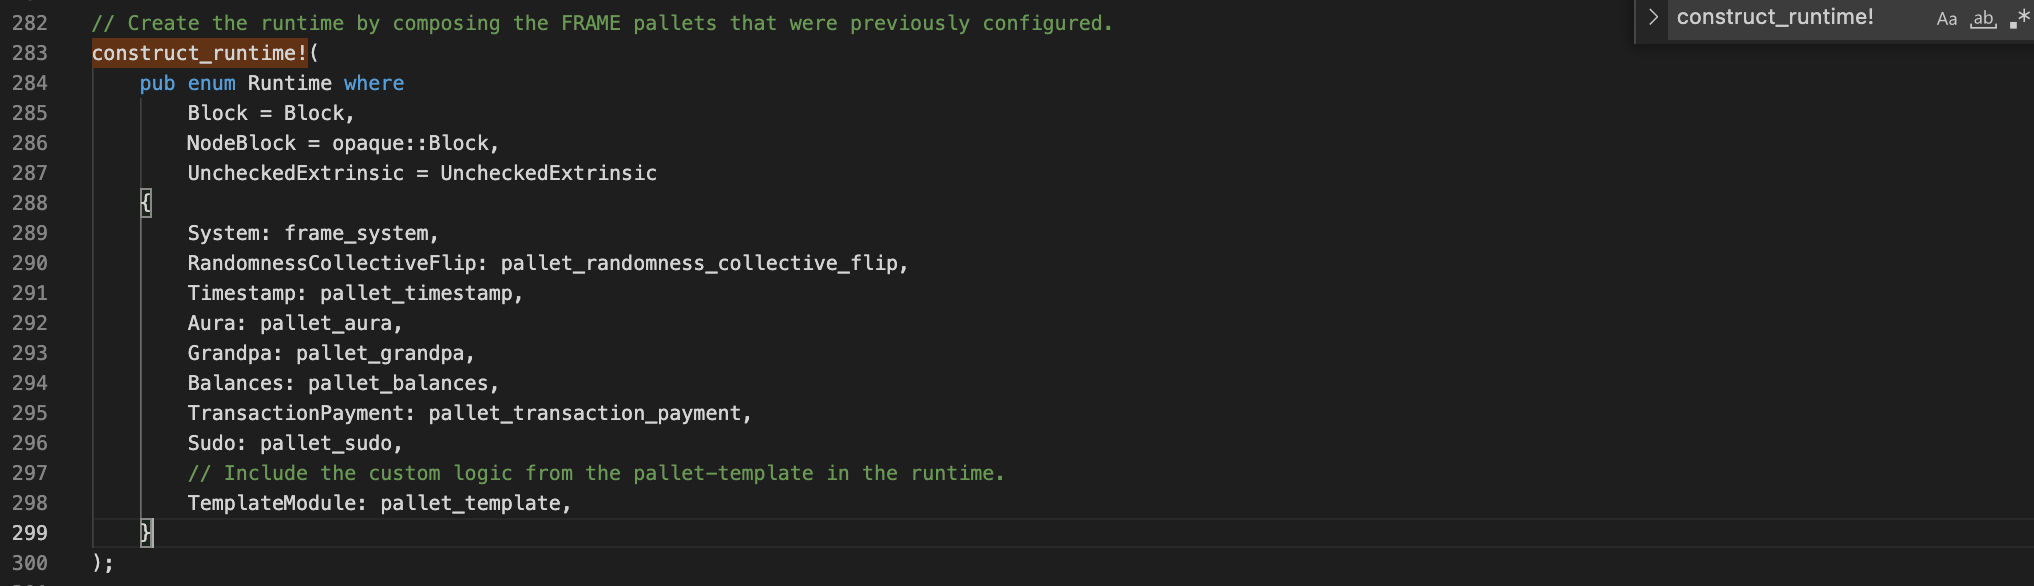 282 // Create the runtime by composing the FRAME pallets that were previously configured.
283 construct_runtime!(
284 pub enum Runtime where
285 Block = Block,
286 NodeBlock = opaque::Block,
287 UncheckedExtrinsic = UncheckedExtrinsic
288 {
289 System: frame_system,
290 RandomnessCollectiveFlip: pallet_randomness_collective_flip,
291 Timestamp: pallet_timestamp,
292 Aura: pallet_aura,
293 Grandpa: pallet_grandpa,
294 Balances: pallet_balances,
295 TransactionPayment: pallet_transaction_payment,
296 Sudo: pallet_sudo,
297 // Include the custom logic from the pallet-template in the runtime.
298 TemplateModule: pallet_template,
299 }
300 );
construct_runtime! Aa ab .*